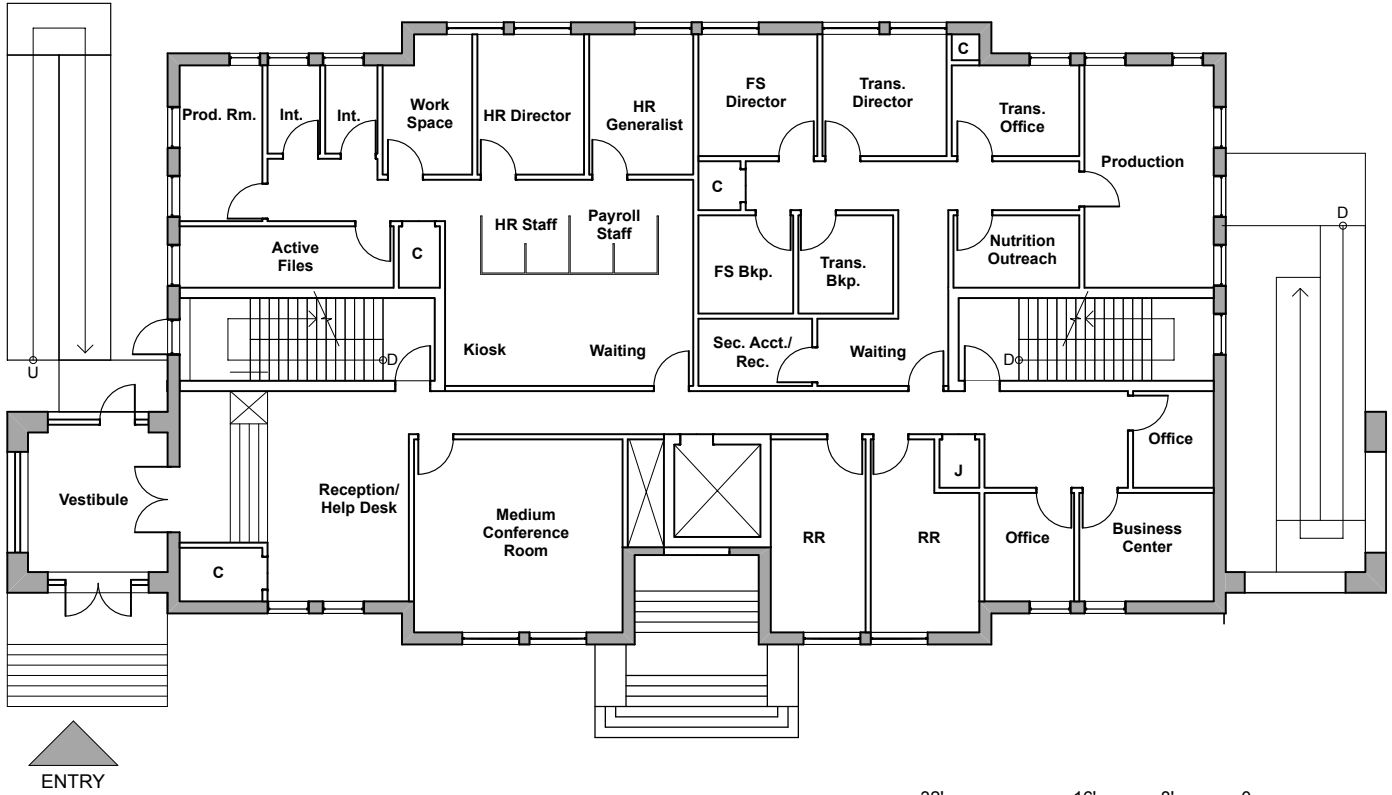 C
FS
Director
Trans.
Director
Prod. Rm.
Int.
Int.
Work
Space
HR Director
HR
Generalist
Trans.
Office
Production
C
HR Staff
Payroll
Staff
D
Active
Files
C
FS Bkp.
Trans.
Bkp.
Nutrition
Outreach
Kiosk
Waiting
Sec. Acct./
Rec.
Waiting
D
D
U
Office
Vestibule
Reception/
Help Desk
Medium
Conference
Room
J
RR
RR
Office
Business
Center
C
ENTRY